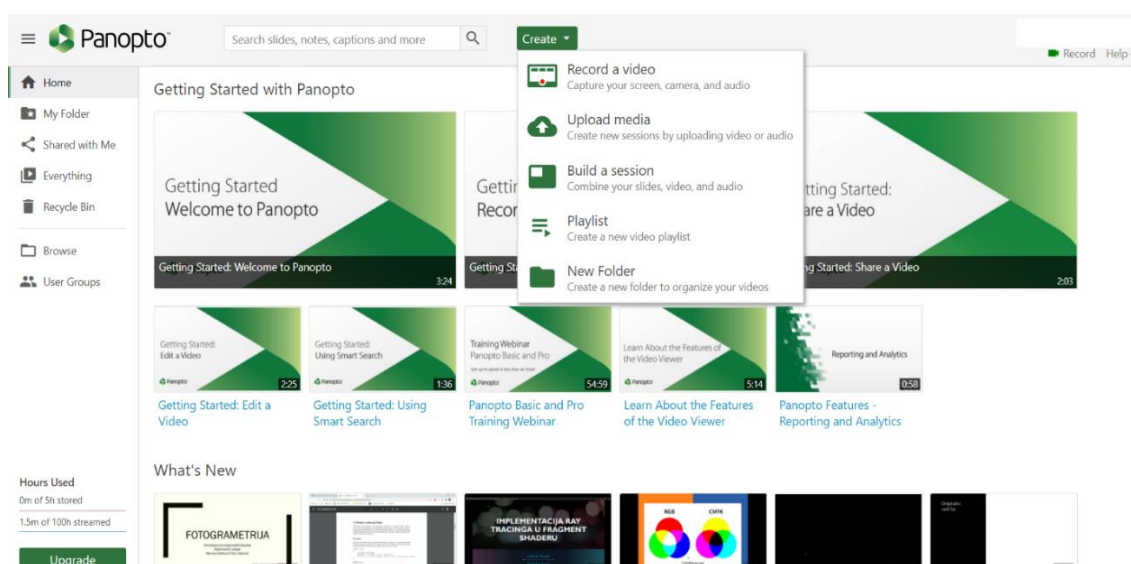 Panopto
Search slides, notes, captions and more
Create
Record Help
Record a video
Capture your screen, camera, and audio
Upload media
Create new sessions by uploading video or audio
Build a session
Combine your slides, video, and audio
Playlist
Create a new video playlist
New Folder
Create a new folder to organize your videos
Home
My Folder
Shared with Me
Everything
Recycle Bin
Browse
User Groups
Getting Started with Panopto
Getting Started
Welcome to Panopto
Getting Started: Welcome to Panopto
3:24
Gettir
Recor
Getting Sta
tting Started:
are a Video
ng Started: Share a Video
2:03
Getting Started:
Edit a Video
Panopto
2:25
Getting Started: Edit a
Video
Getting Started:
Using Smart Search
Panopto
1:36
Getting Started: Using
Smart Search
Training Webinar
Panopto Basic and Pro
Panopto
54:59
Panopto Basic and Pro
Training Webinar
Learn About the Features of
the Video Viewer
Panopto
5:14
Learn About the Features
of the Video Viewer
Reporting and Analytics
0:58
Panopto Features -
Reporting and Analytics
What's New
FOTOGRAMETRIJA
IMPLEMENTACIJA RAY
TRACINGA U FRAGMENT
SHADERU
RGB CMYK
Hours Used
0m of 5h stored
1.5m of 100h streamed
Upgrade